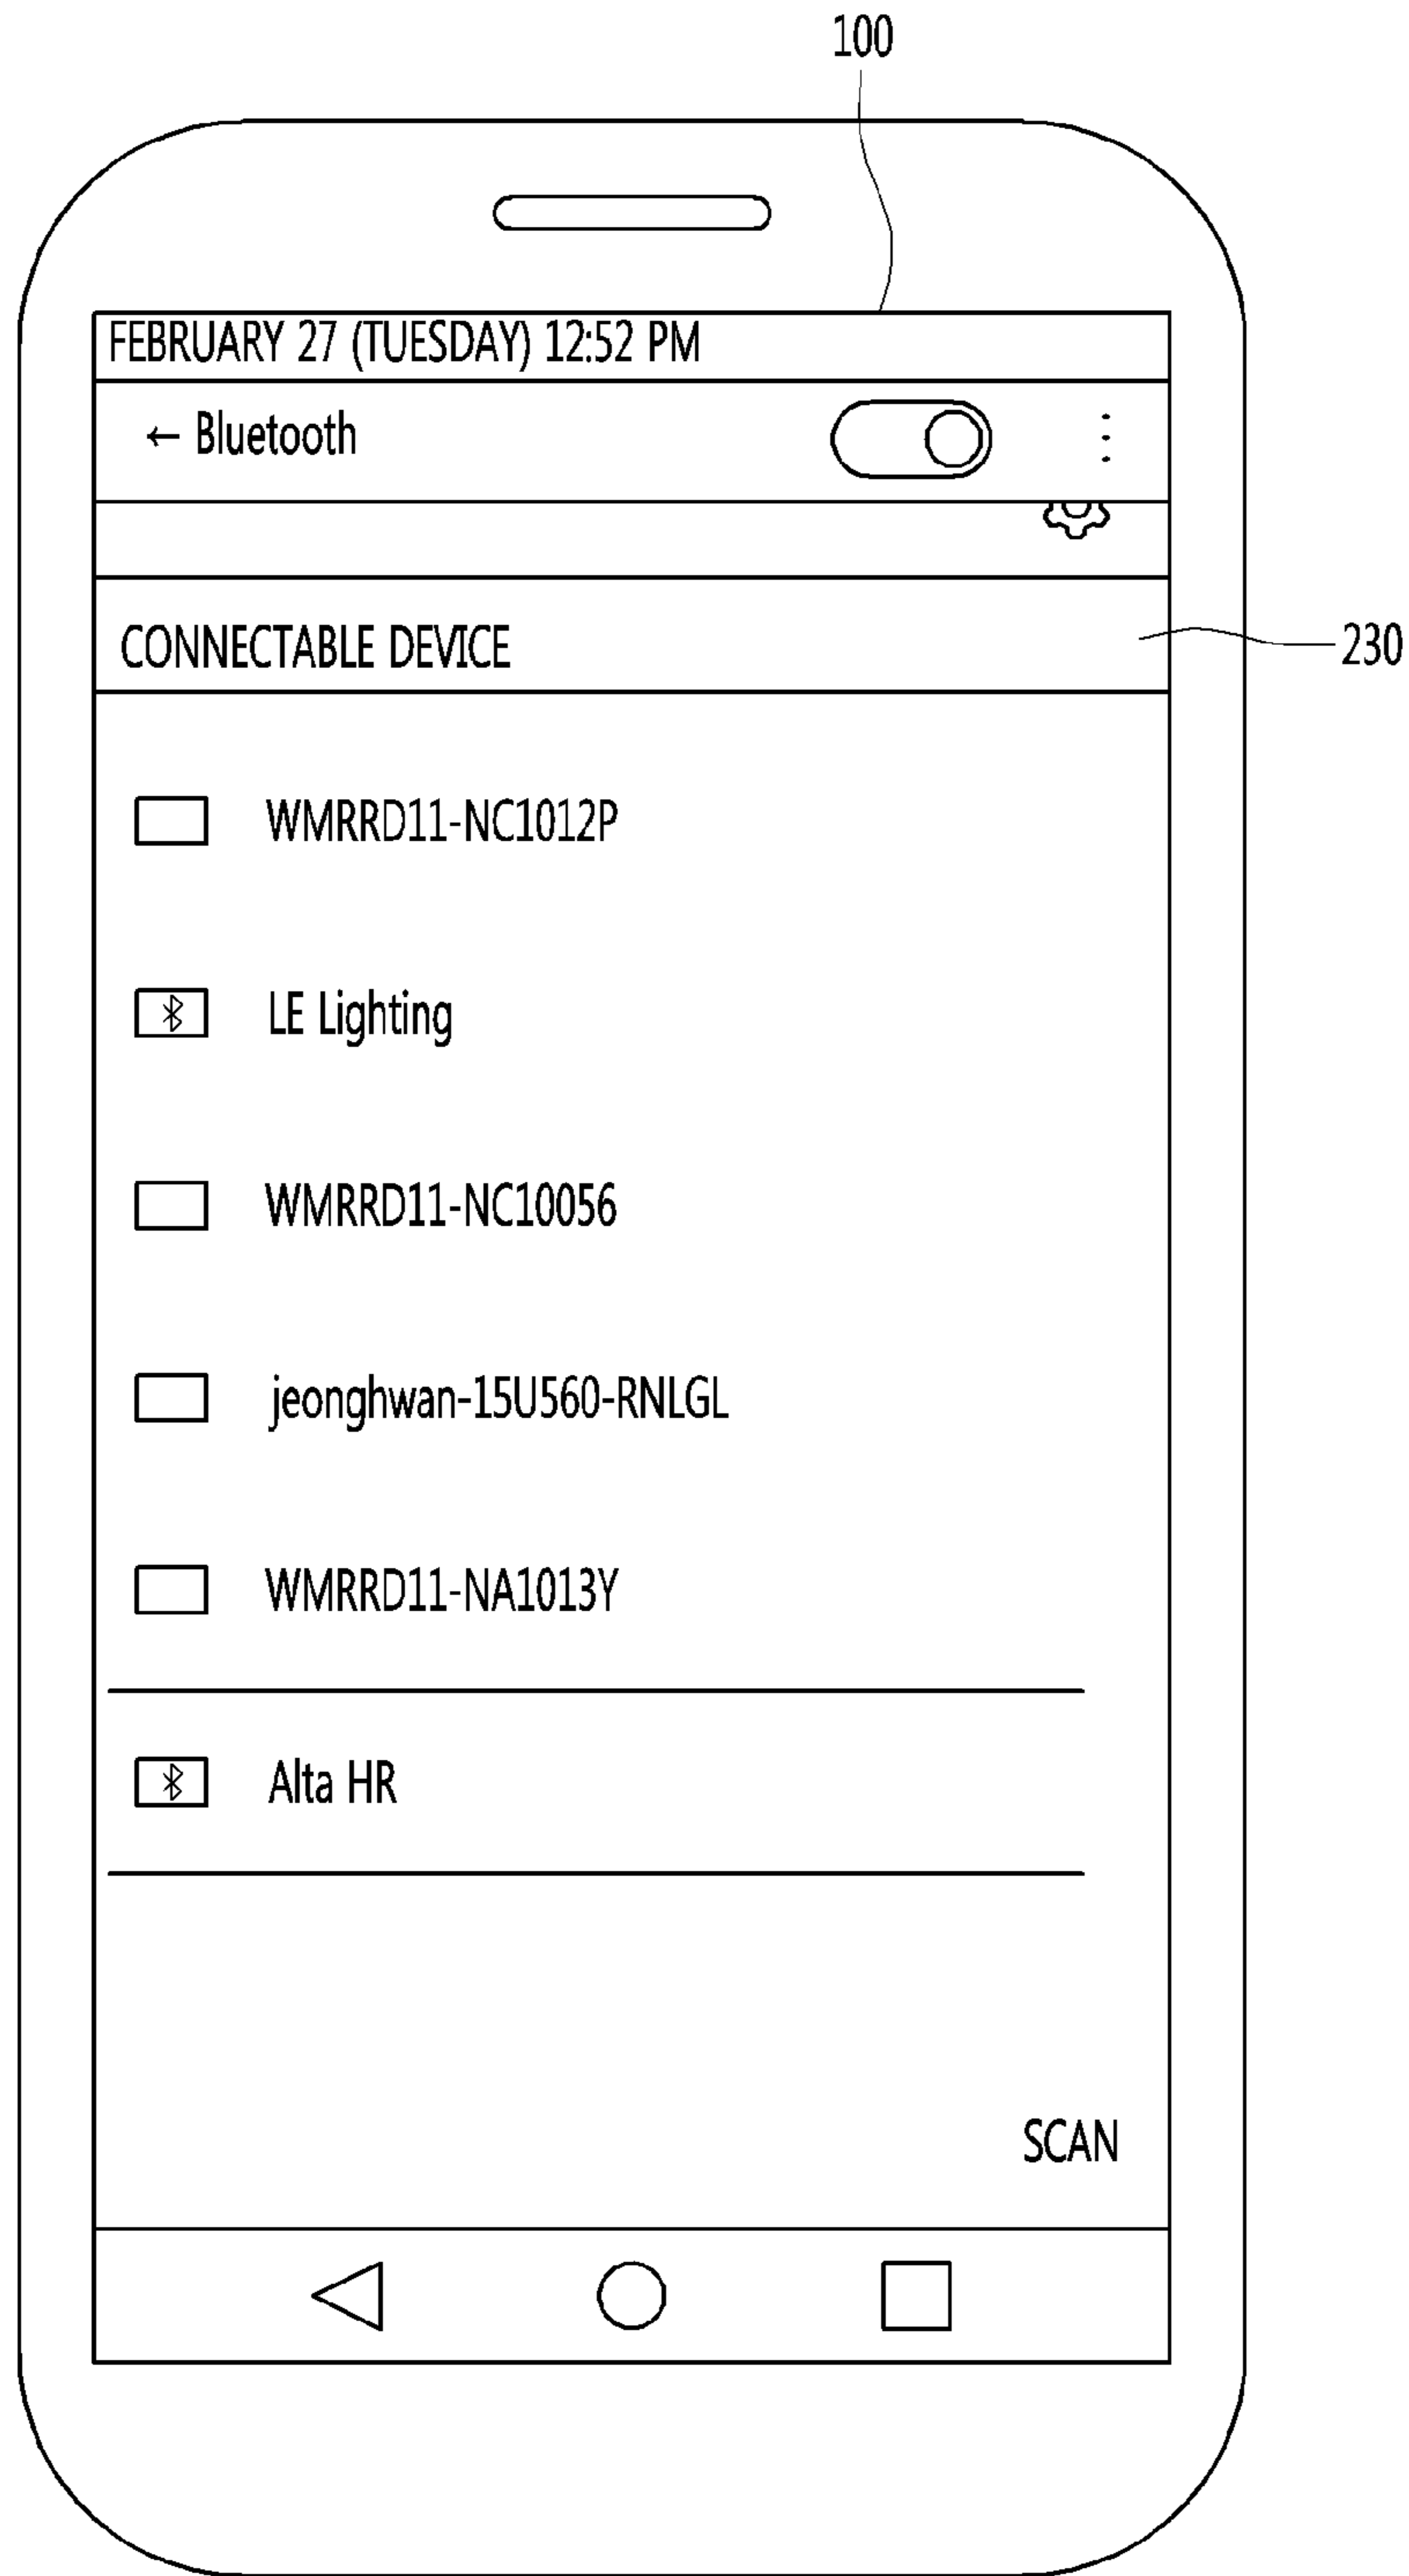 100
FEBRUARY 27 (TUESDAY) 12:52 PM
← Bluetooth
CONNECTABLE DEVICE
230
WMRRD11-NC1012P
LE Lighting
WMRRD11-NC10056
jeonghwan-15U560-RNLGL
WMRRD11-NA1013Y
Alta HR
SCAN